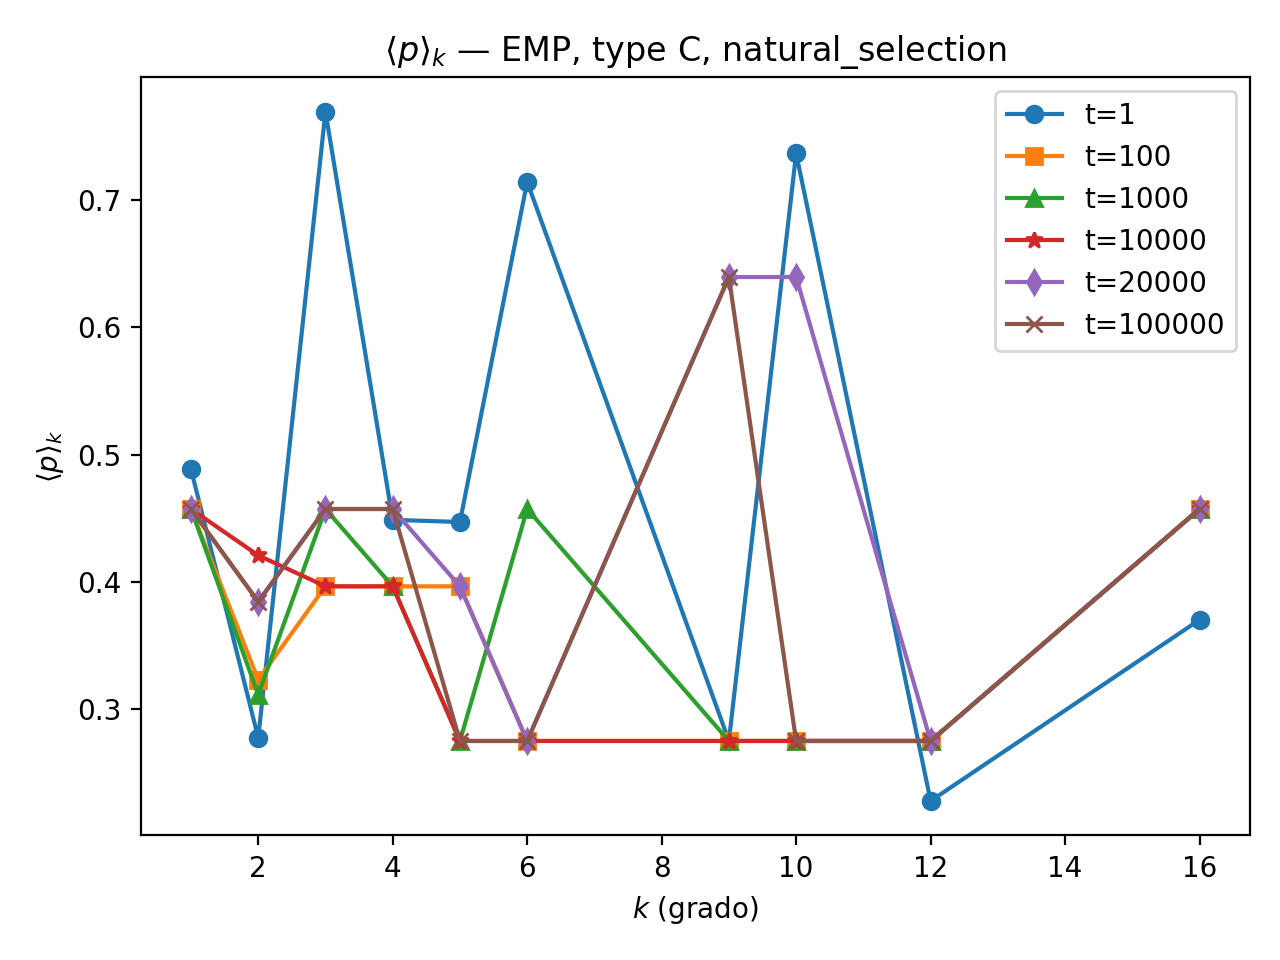 ⟨p⟩k — EMP, type C, natural_selection
t=1
t=100
t=1000
t=10000
t=20000
t=100000
0.7
0.6
0.5
0.4
0.3
⟨p⟩k
2 4 6 8 10 12 14 16
k (grado)